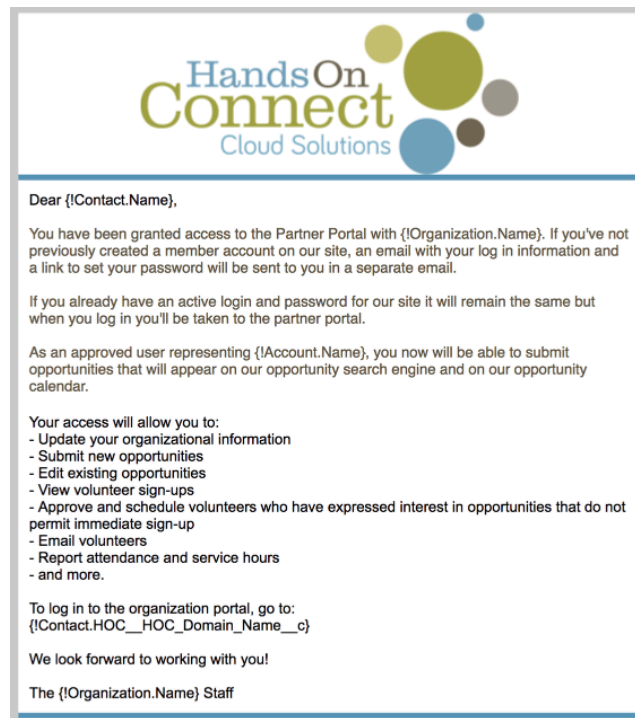 Hands On
Connect
Cloud Solutions
Dear {!Contact.Name},
You have been granted access to the Partner Portal with {!Organization.Name}. If you've not
previously created a member account on our site, an email with your log in information and
a link to set your password will be sent to you in a separate email.
If you already have an active login and password for our site it will remain the same but
when you log in you'll be taken to the partner portal.
As an approved user representing {!Account.Name}, you now will be able to submit
opportunities that will appear on our opportunity search engine and on our opportunity
calendar.
Your access will allow you to:
- Update your organizational information
- Submit new opportunities
- Edit existing opportunities
- View volunteer sign-ups
- Approve and schedule volunteers who have expressed interest in opportunities that do not
permit immediate sign-up
- Email volunteers
- Report attendance and service hours
- and more.
To log in to the organization portal, go to:
{!Contact.HOC__HOC_Domain_Name__c}
We look forward to working with you!
The {!Organization.Name} Staff